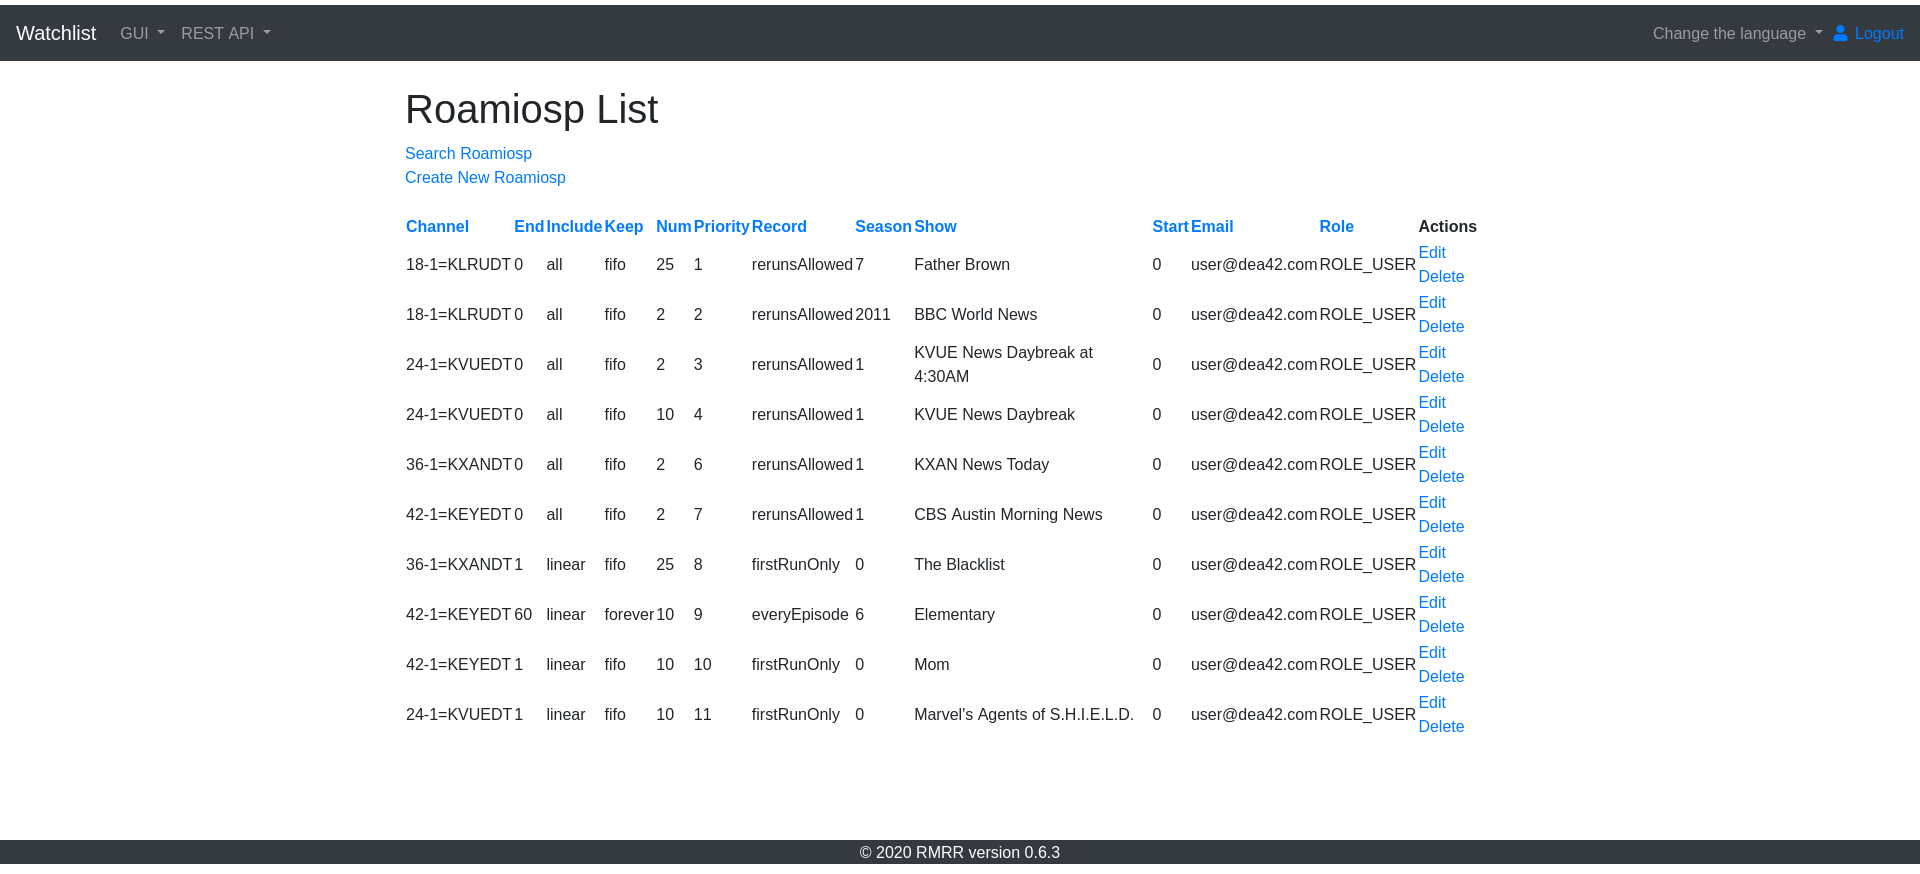 Watchlist GUI REST API Change the language Logout
Roamiosp List
Search Roamiosp
Create New Roamiosp
Channel End Include Keep Num Priority Record Season Show Start Email Role Actions
18-1=KLRUDT 0 all fifo 25 1 rerunsAllowed 7 Father Brown 0 user@dea42.com ROLE_USER Edit
Delete
18-1=KLRUDT 0 all fifo 2 2 rerunsAllowed 2011 BBC World News 0 user@dea42.com ROLE_USER Edit
Delete
24-1=KVUEDT 0 all fifo 2 3 rerunsAllowed 1 KVUE News Daybreak at 0 user@dea42.com ROLE_USER Edit
4:30AM Delete
24-1=KVUEDT 0 all fifo 10 4 rerunsAllowed 1 KVUE News Daybreak 0 user@dea42.com ROLE_USER Edit
Delete
36-1=KXANDT 0 all fifo 2 6 rerunsAllowed 1 KXAN News Today 0 user@dea42.com ROLE_USER Edit
Delete
42-1=KEYEDT 0 all fifo 2 7 rerunsAllowed 1 CBS Austin Morning News 0 user@dea42.com ROLE_USER Edit
Delete
36-1=KXANDT 1 linear fifo 25 8 firstRunOnly 0 The Blacklist 0 user@dea42.com ROLE_USER Edit
Delete
42-1=KEYEDT 60 linear forever 10 9 everyEpisode 6 Elementary 0 user@dea42.com ROLE_USER Edit
Delete
42-1=KEYEDT 1 linear fifo 10 10 firstRunOnly 0 Mom 0 user@dea42.com ROLE_USER Edit
Delete
24-1=KVUEDT 1 linear fifo 10 11 firstRunOnly 0 Marvel's Agents of S.H.I.E.L.D. 0 user@dea42.com ROLE_USER Edit
Delete
© 2020 RMRR version 0.6.3